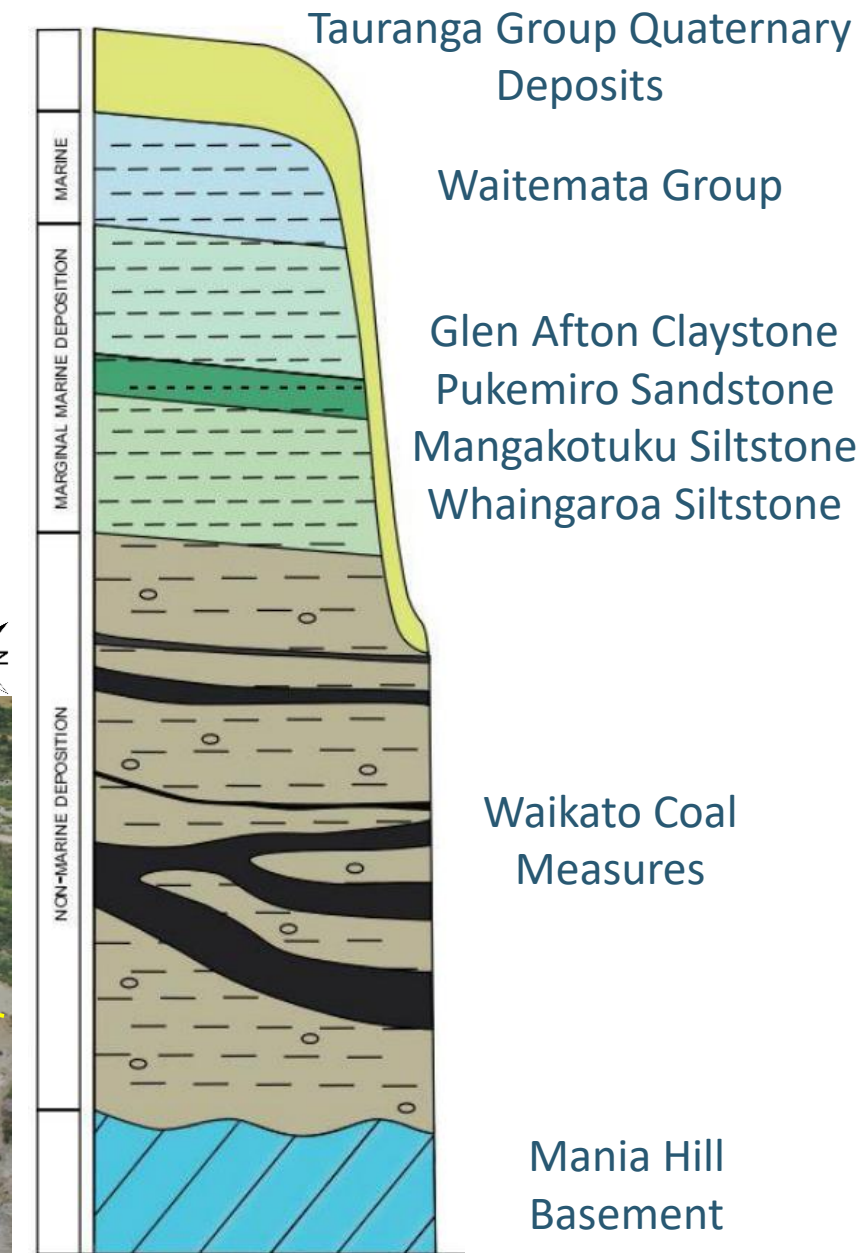 Tauranga Group Quaternary
Deposits
MARINE
Waitemata Group
MARGINAL MARINE DEPOSITION
Glen Afton Claystone
Pukemiro Sandstone
Mangakotuku Siltstone
Whaingaroa Siltstone
N
NON-MARINE DEPOSITION
Waikato Coal
Measures
Mania Hill
Basement